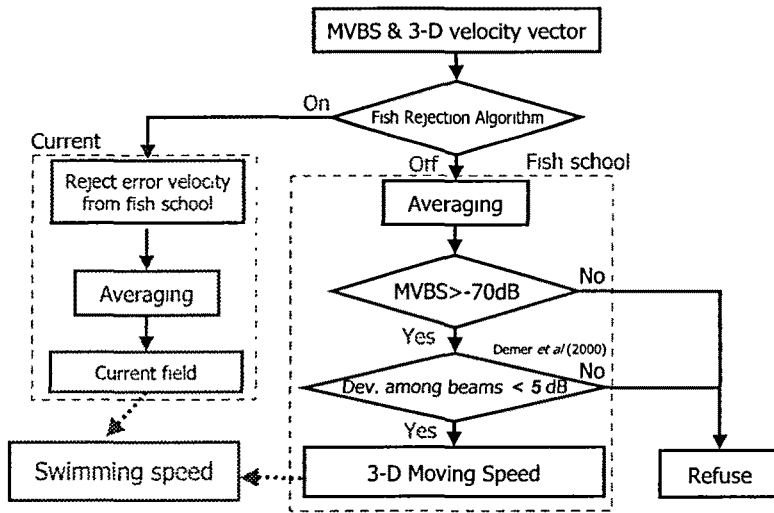 MVBS & 3-D velocity vector
Fish Rejection Algorithm
On
Current
Off
Fish school
Reject error velocity
from fish school
Averaging
Averaging
MVBS>-70dB
No
Yes
Demer et al (2000)
Current field
Dev. among beams < 5 dB
No
Yes
Swimming speed
3-D Moving Speed
Refuse